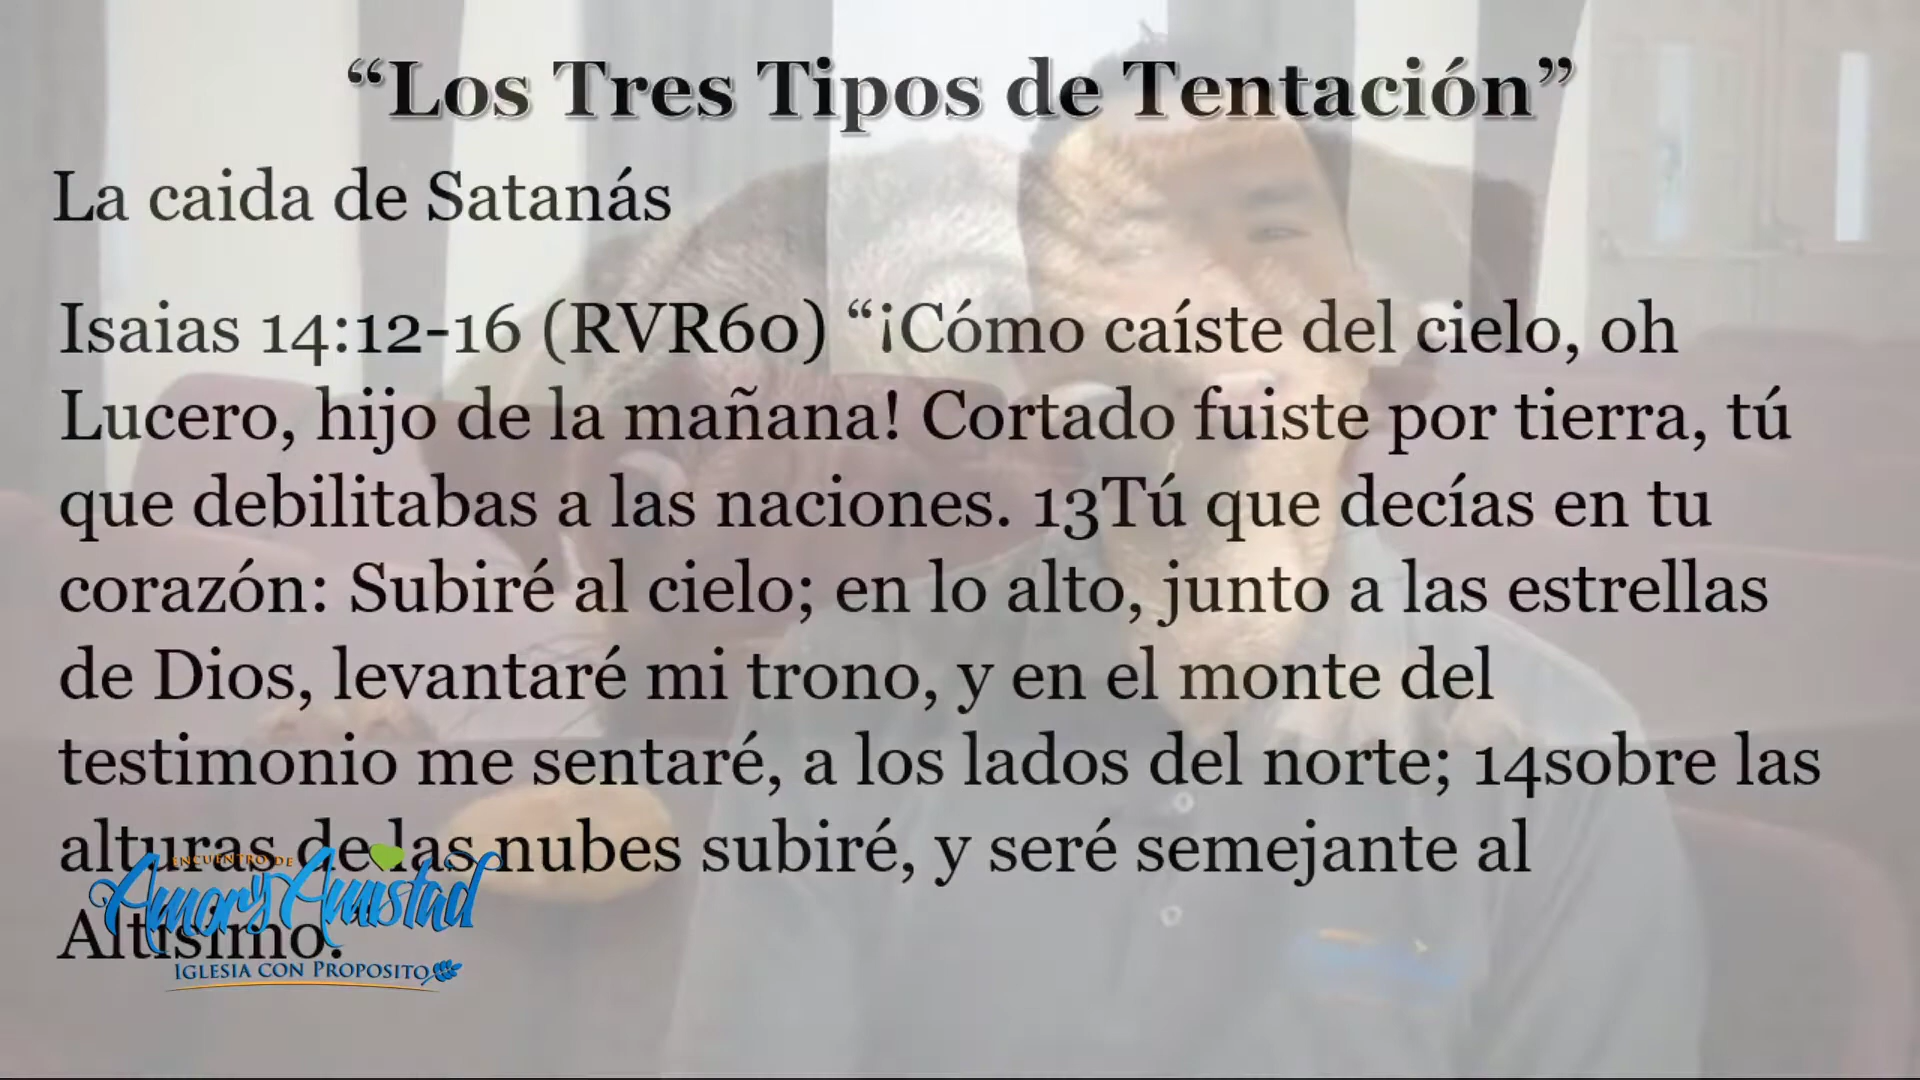 “Los Tres Tipos de Tentación”
La caida de Satanás
Isaias 14:12-16 (RVR60) “¡Cómo caíste del cielo, oh
Lucero, hijo de la mañana! Cortado fuiste por tierra, tú
que debilitabas a las naciones. 13Tú que decías en tu
corazón: Subiré al cielo; en lo alto, junto a las estrellas
de Dios, levantaré mi trono, y en el monte del
testimonio me sentaré, a los lados del norte; 14sobre las
alturas de las nubes subiré, y seré semejante al
Altísimo.
ENCUENTRO DE
Amor y Amistad
IGLESIA CON PROPOSITO